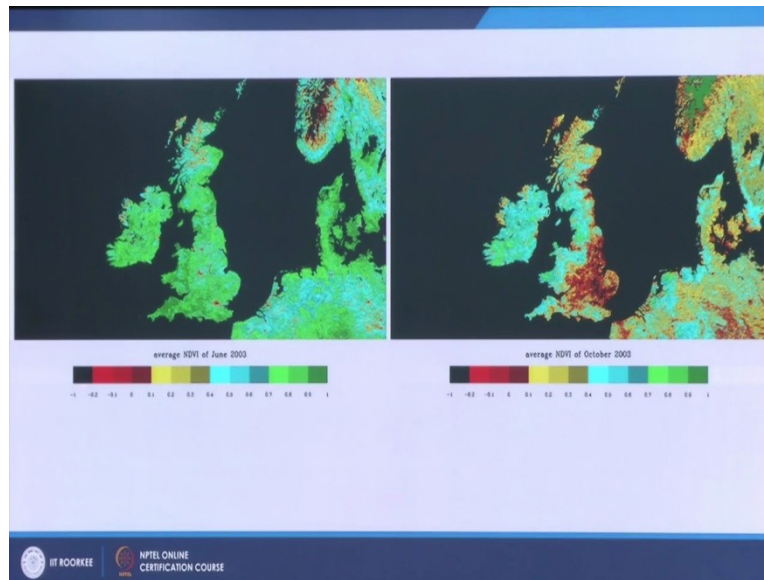 average NDVI of June 2003
-1 -0.2 -0.1 0 0.1 0.2 0.3 0.4 0.5 0.6 0.7 0.8 0.9 1
average NDVI of October 2003
-1 -0.2 -0.1 0 0.1 0.2 0.3 0.4 0.5 0.6 0.7 0.8 0.9 1
IIT ROORKEE
NPTEL
NPTEL ONLINE
CERTIFICATION COURSE